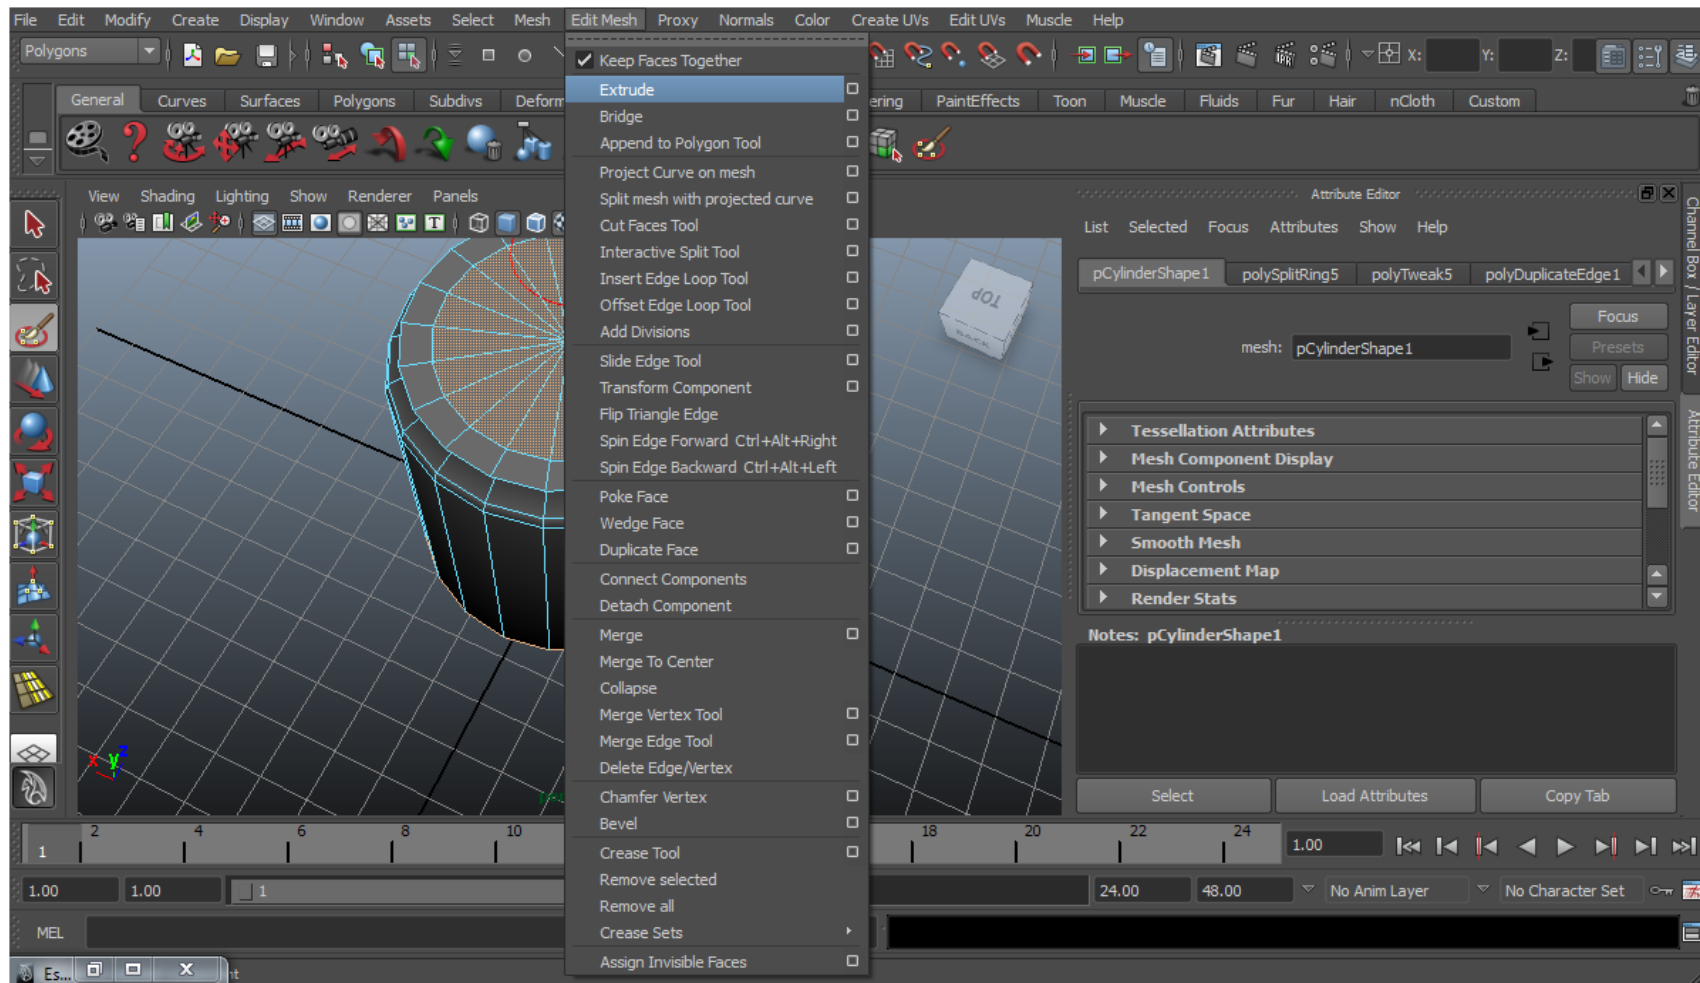 File Edit Modify Create Display Window Assets Select Mesh Edit Mesh Proxy Normals Color Create UVs Edit UVs Muscle Help
Polygons
X: Y: Z:
General Curves Surfaces Polygons Subdivs Deform
ering PaintEffects Toon Muscle Fluids Fur Hair nCloth Custom
View Shading Lighting Show Renderer Panels
TOP
BACK
x y z
Keep Faces Together
Extrude
Bridge
Append to Polygon Tool
Project Curve on mesh
Split mesh with projected curve
Cut Faces Tool
Interactive Split Tool
Insert Edge Loop Tool
Offset Edge Loop Tool
Add Divisions
Slide Edge Tool
Transform Component
Flip Triangle Edge
Spin Edge Forward Ctrl+Alt+Right
Spin Edge Backward Ctrl+Alt+Left
Poke Face
Wedge Face
Duplicate Face
Connect Components
Detach Component
Merge
Merge To Center
Collapse
Merge Vertex Tool
Merge Edge Tool
Delete Edge/Vertex
Chamfer Vertex
Bevel
Crease Tool
Remove selected
Remove all
Crease Sets
Assign Invisible Faces
Attribute Editor
List Selected Focus Attributes Show Help
pCylinderShape1 polySplitRing5 polyTweak5 polyDuplicateEdge1
Focus
mesh: pCylinderShape1
Presets
Show Hide
Tessellation Attributes
Mesh Component Display
Mesh Controls
Tangent Space
Smooth Mesh
Displacement Map
Render Stats
Notes: pCylinderShape1
Select Load Attributes Copy Tab
Channel Box / Layer Editor
Attribute Editor
2 4 6 8 10 18 20 22 24
1 1.00
1.00 1.00 1 24.00 48.00 No Anim Layer No Character Set
MEL
Es...